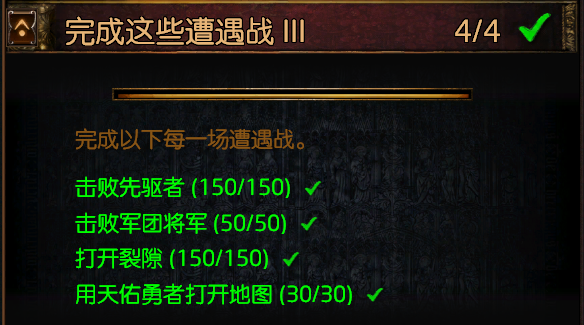 完成这些遭遇战 III
4/4
完成以下每一场遭遇战。
击败先驱者 (150/150)
击败军团将军 (50/50)
打开裂隙 (150/150)
用天佑勇者打开地图 (30/30)